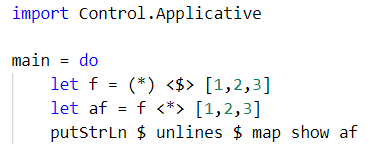 import Control.Applicative
main = do
let f = (*) <$> [1,2,3]
let af = f <*> [1,2,3]
putStrLn $ unlines $ map show af